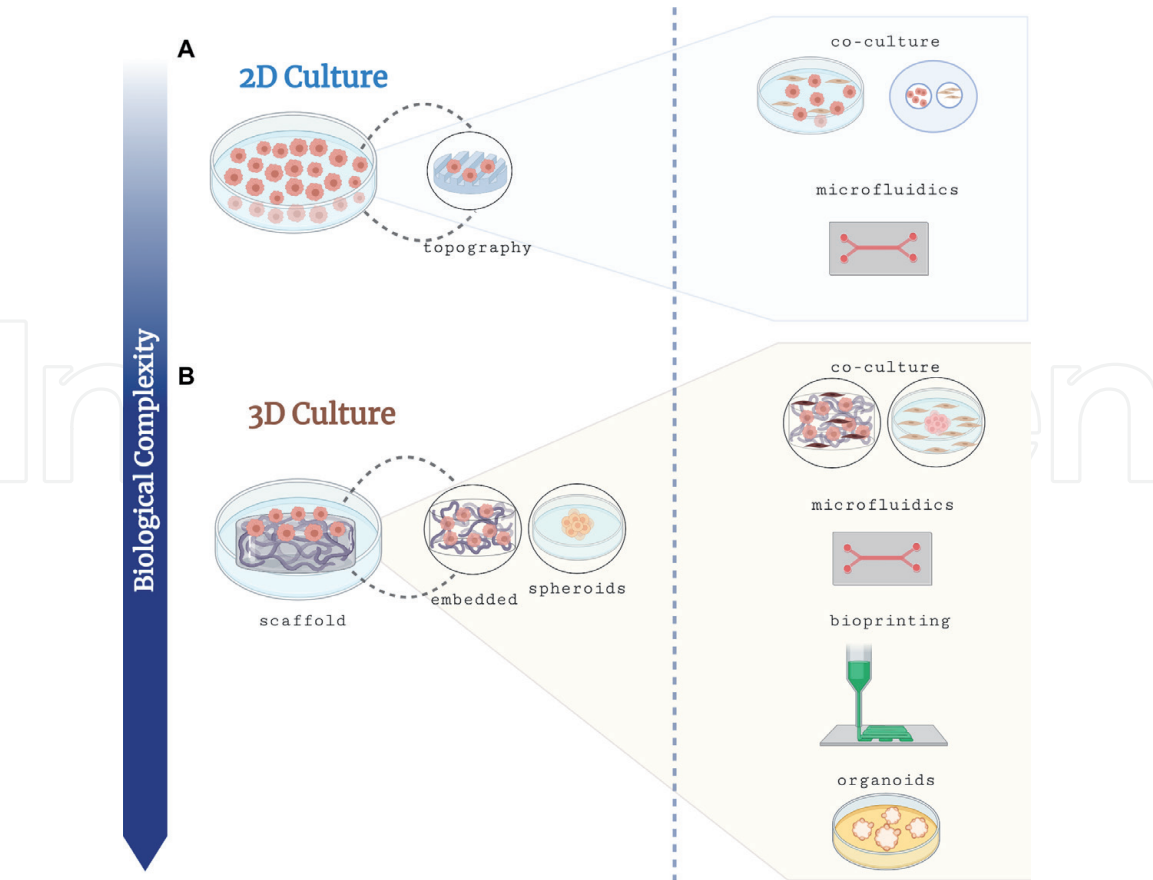 A
2D Culture
topography
co-culture
microfluidics
Biological Complexity
B
3D Culture
scaffold
embedded
spheroids
co-culture
microfluidics
bioprinting
organoids